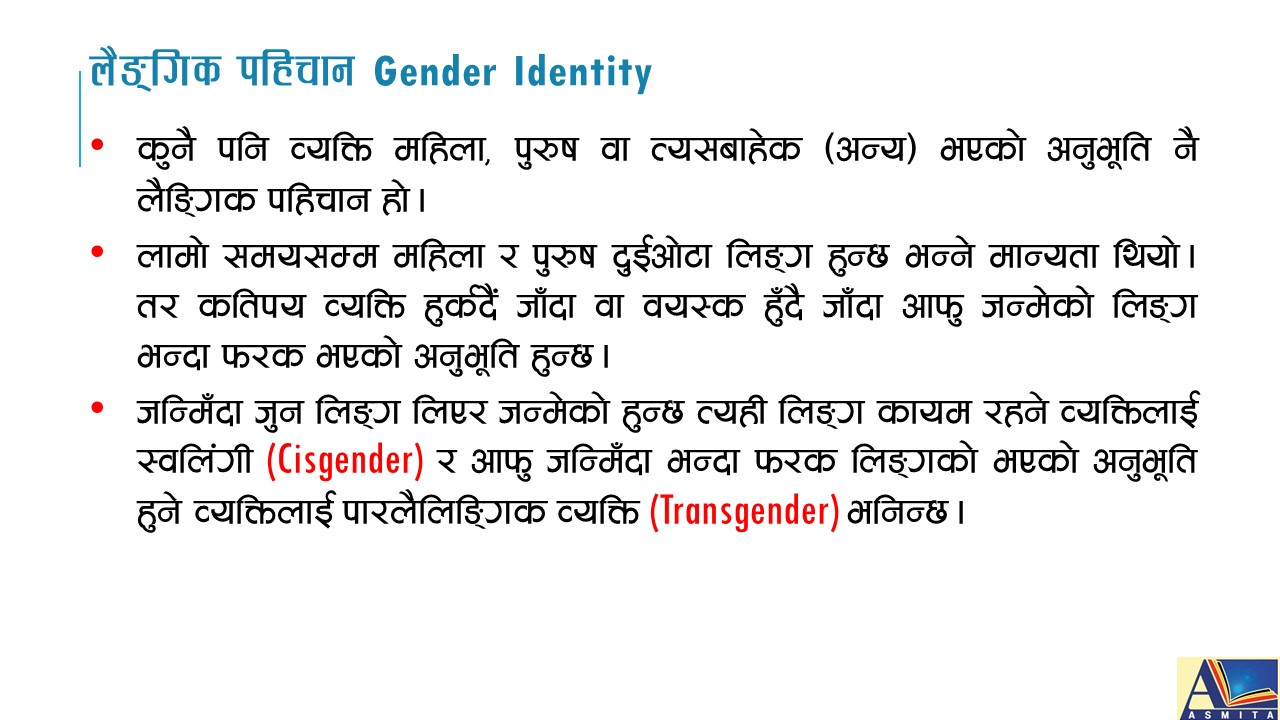 लैङ्गिक पहिचान Gender Identity
• कुनै पनि व्यक्ति महिला, पुरुष वा त्यसबाहेक (अन्य) भएको अनुभूति नै
लैङ्गिक पहिचान हो।
• लामो समयसम्म महिला र पुरुष दुईओटा लिङ्ग हुन्छ भन्ने मान्यता थियो।
तर कतिपय व्यक्ति हुर्कदैं जाँदा वा वयस्क हुँदै जाँदा आफु जन्मेको लिङ्ग
भन्दा फरक भएको अनुभूति हुन्छ।
• जन्मिँदा जुन लिङ्ग लिएर जन्मेको हुन्छ त्यही लिङ्ग कायम रहने व्यक्तिलाई
स्वलिंगी (Cisgender) र आफु जन्मिँदा भन्दा फरक लिङ्गको भएको अनुभूति
हुने व्यक्तिलाई पारलैलिङ्गिक व्यक्ति (Transgender) भनिन्छ।
ASMITA